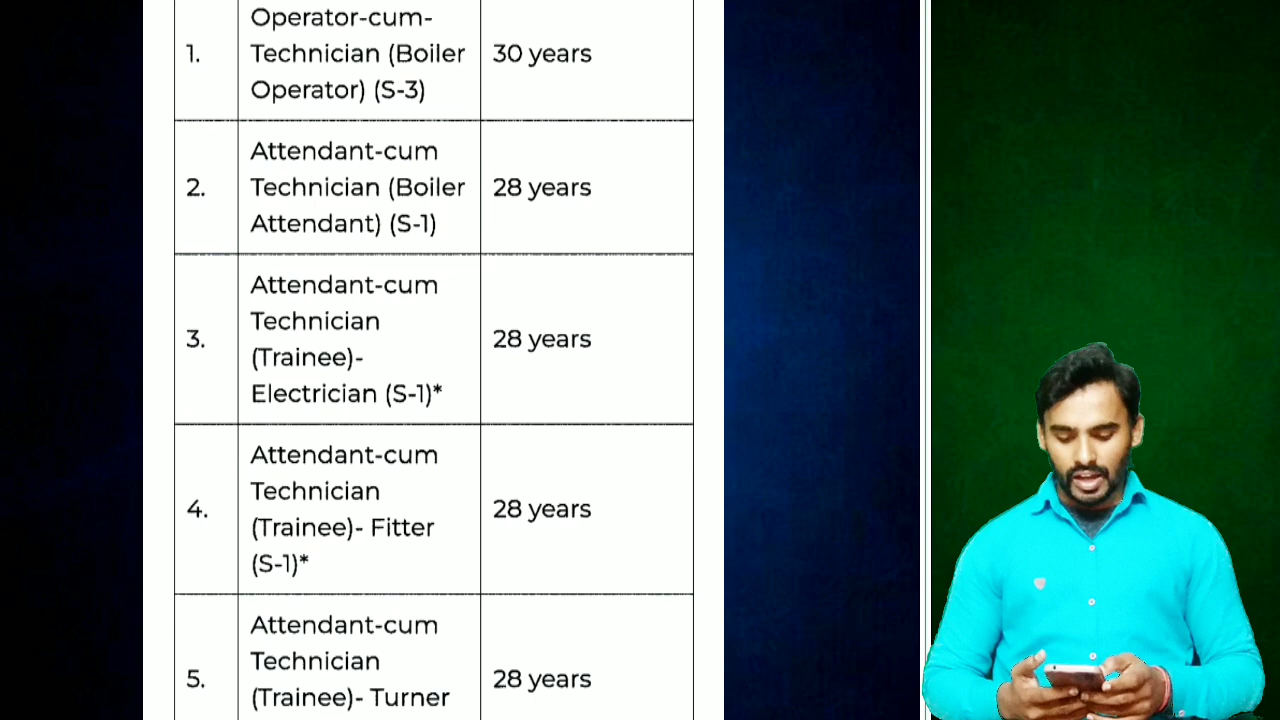 Operator-cum-
1. Technician (Boiler 30 years
Operator) (S-3)
Attendant-cum
2. Technician (Boiler 28 years
Attendant) (S-1)
Attendant-cum
Technician
3. 28 years
(Trainee)-
Electrician (S-1)*
Attendant-cum
Technician
4. 28 years
(Trainee)- Fitter
(S-1)*
Attendant-cum
Technician
5. 28 years
(Trainee)- Turner